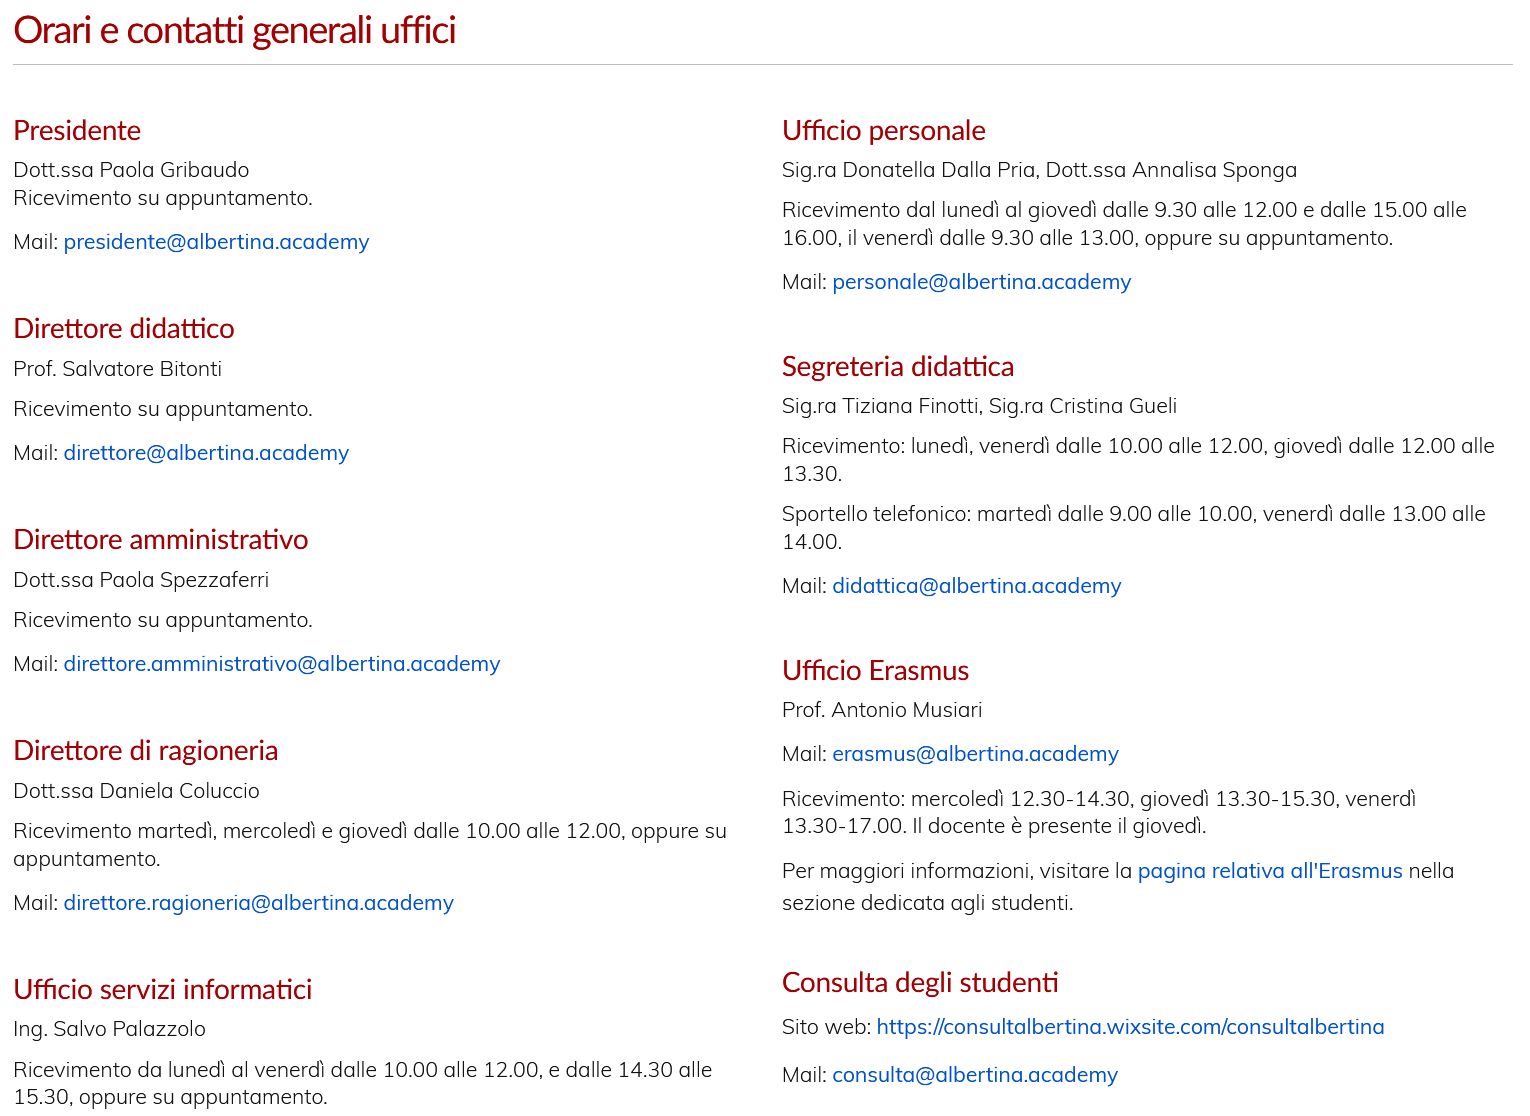 Orari e contatti generali uffici
Presidente
Dott.ssa Paola Gribaudo
Ricevimento su appuntamento.
Mail: presidente@albertina.academy
Direttore didattico
Prof. Salvatore Bitonti
Ricevimento su appuntamento.
Mail: direttore@albertina.academy
Direttore amministrativo
Dott.ssa Paola Spezzaferri
Ricevimento su appuntamento.
Mail: direttore.amministrativo@albertina.academy
Direttore di ragioneria
Dott.ssa Daniela Coluccio
Ricevimento martedì, mercoledì e giovedì dalle 10.00 alle 12.00, oppure su
appuntamento.
Mail: direttore.ragioneria@albertina.academy
Ufficio servizi informatici
Ing. Salvo Palazzolo
Ricevimento da lunedì al venerdì dalle 10.00 alle 12.00, e dalle 14.30 alle
15.30, oppure su appuntamento.
Ufficio personale
Sig.ra Donatella Dalla Pria, Dott.ssa Annalisa Sponga
Ricevimento dal lunedì al giovedì dalle 9.30 alle 12.00 e dalle 15.00 alle
16.00, il venerdì dalle 9.30 alle 13.00, oppure su appuntamento.
Mail: personale@albertina.academy
Segreteria didattica
Sig.ra Tiziana Finotti, Sig.ra Cristina Gueli
Ricevimento: lunedì, venerdì dalle 10.00 alle 12.00, giovedì dalle 12.00 alle
13.30.
Sportello telefonico: martedì dalle 9.00 alle 10.00, venerdì dalle 13.00 alle
14.00.
Mail: didattica@albertina.academy
Ufficio Erasmus
Prof. Antonio Musiari
Mail: erasmus@albertina.academy
Ricevimento: mercoledì 12.30-14.30, giovedì 13.30-15.30, venerdì
13.30-17.00. Il docente è presente il giovedì.
Per maggiori informazioni, visitare la pagina relativa all'Erasmus nella
sezione dedicata agli studenti.
Consulta degli studenti
Sito web: https://consultalbertina.wixsite.com/consultalbertina
Mail: consulta@albertina.academy